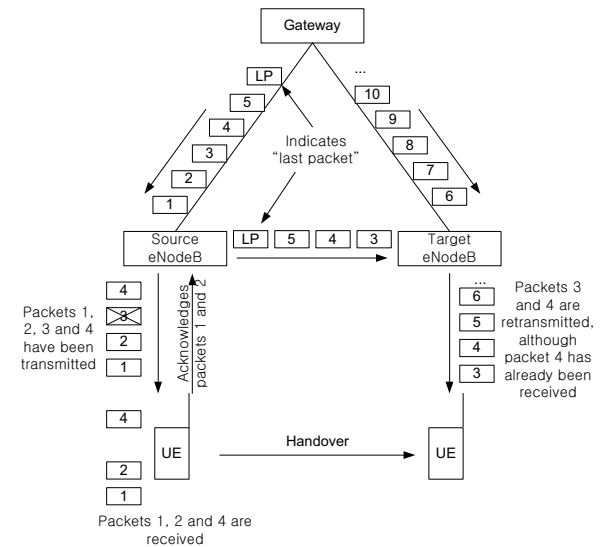 Gateway
LP
5
4
3
2
1
...
10
9
8
7
6
Indicates
“last packet”
Source
eNodeB
LP
5
4
3
Target
eNodeB
4
3
2
1
Packets 1,
2, 3 and 4
have been
transmitted
Acknowledges
packets 1 and 2
...
6
5
4
3
Packets 3
and 4 are
retransmitted,
although
packet 4 has
already been
received
4
2
1
UE
Handover
UE
Packets 1, 2 and 4 are
received